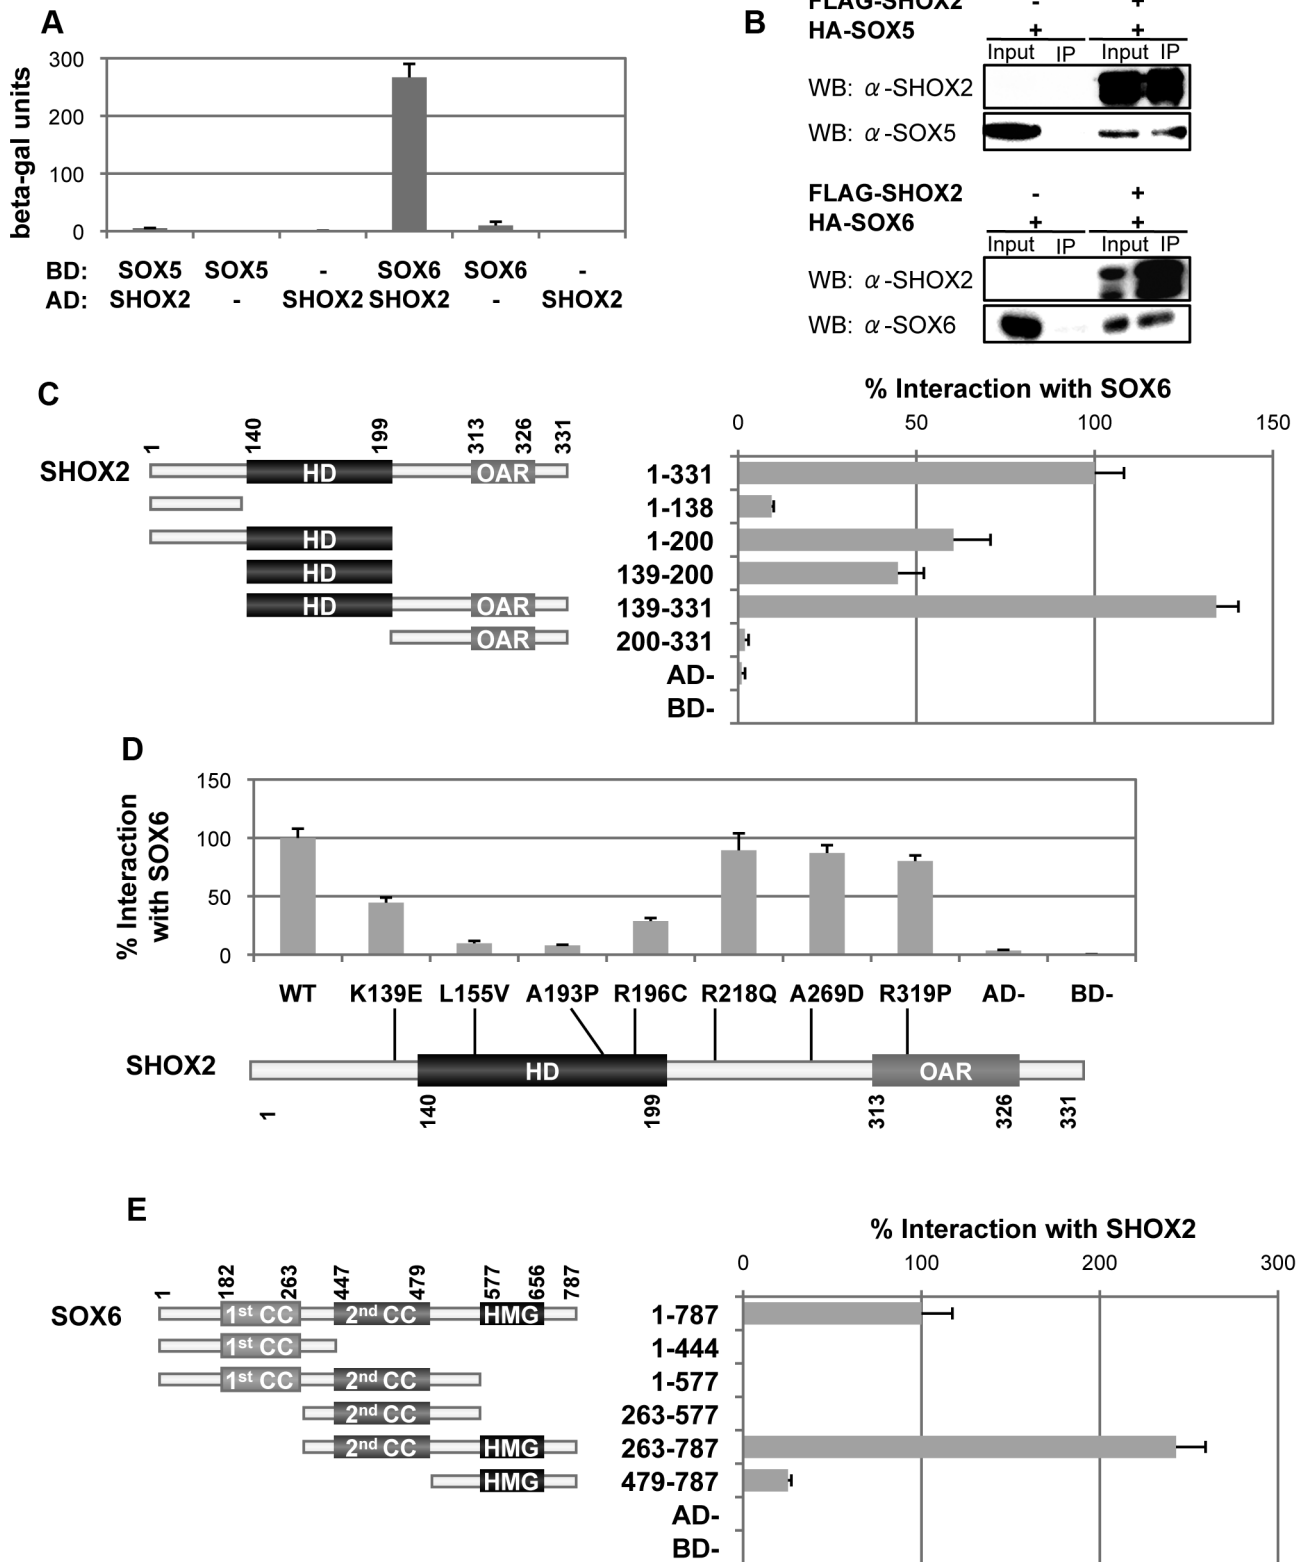 A
beta-gal units
300
200
100
0
BD: SOX5 SOX5 - SOX6 SOX6 -
AD: SHOX2 - SHOX2 SHOX2 - SHOX2
B
FLAG-SHOX2 - +
HA-SOX5 + +
Input IP Input IP
WB: α-SHOX2
WB: α-SOX5
FLAG-SHOX2 - +
HA-SOX6 + +
Input IP Input IP
WB: α-SHOX2
WB: α-SOX6
C
1 140 199 313 326 331
SHOX2 HD OAR
HD
HD
HD OAR
OAR
% Interaction with SOX6
0 50 100 150
1-331
1-138
1-200
139-200
139-331
200-331
AD-
BD-
D
% Interaction
with SOX6
150
100
50
0
WT K139E L155V A193P R196C R218Q A269D R319P AD- BD-
SHOX2 HD OAR
1 140 199 313 326 331
E
1 182 263 447 479 577 656 787
SOX6 1st CC 2nd CC HMG
1st CC
1st CC 2nd CC
2nd CC
2nd CC HMG
HMG
% Interaction with SHOX2
0 100 200 300
1-787
1-444
1-577
263-577
263-787
479-787
AD-
BD-